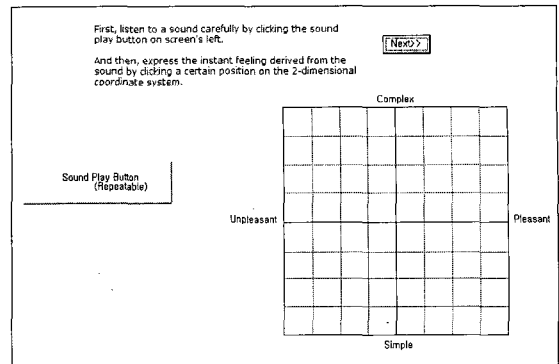 First, listen to a sound carefully by clicking the sound
play button on screen's left.
Next>>
And then, express the instant feeling derived from the
sound by clicking a certain position on the 2-dimensional
coordinate system.
Complex
Sound Play Button
(Repeatable)
Unpleasant
Pleasant
Simple